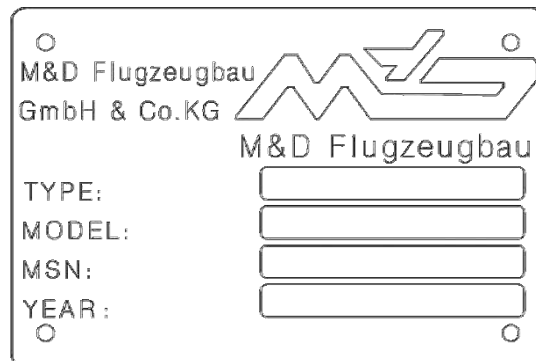 M&D Flugzeugbau
GmbH & Co.KG
M&D Flugzeugbau
TYPE:
MODEL:
MSN:
YEAR: